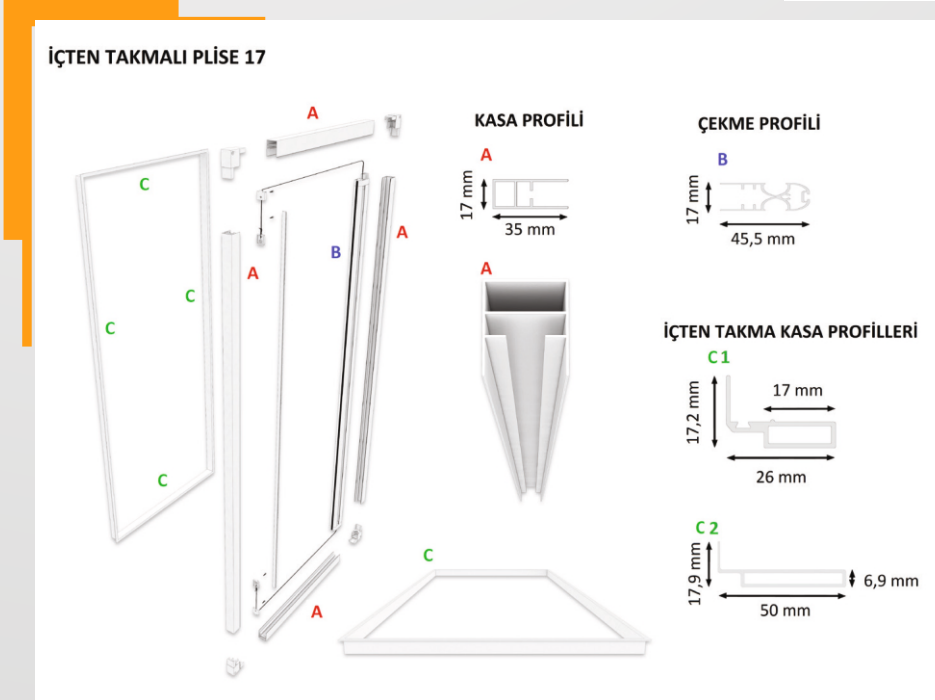 İÇTEN TAKMALI PLİSE 17
A
C
C
C
C
A
B
A
A
KASA PROFİLİ
A
17 mm
35 mm
A
ÇEKME PROFİLİ
B
17 mm
45,5 mm
İÇTEN TAKMA KASA PROFİLLERİ
C1
17,2 mm
17 mm
26 mm
C2
17,9 mm
6,9 mm
50 mm
C